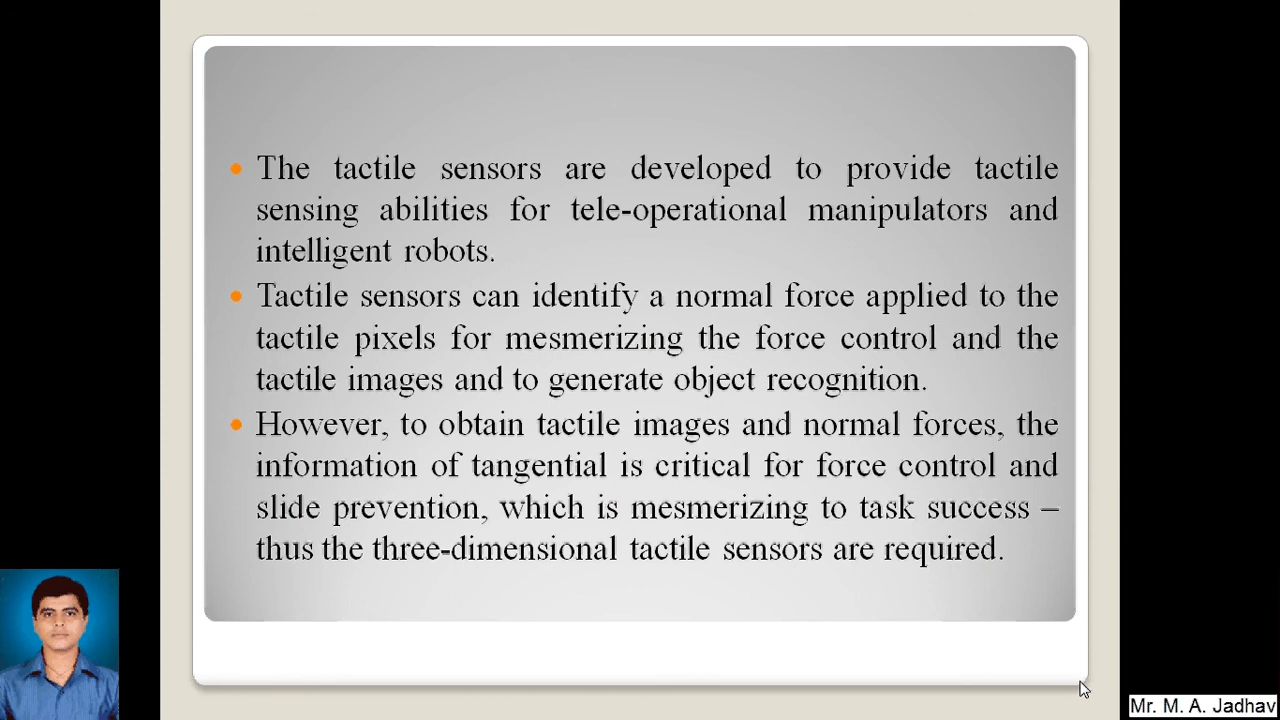 The tactile sensors are developed to provide tactile
sensing abilities for tele-operational manipulators and
intelligent robots.
Tactile sensors can identify a normal force applied to the
tactile pixels for mesmerizing the force control and the
tactile images and to generate object recognition.
However, to obtain tactile images and normal forces, the
information of tangential is critical for force control and
slide prevention, which is mesmerizing to task success –
thus the three-dimensional tactile sensors are required.
Mr. M. A. Jadhav